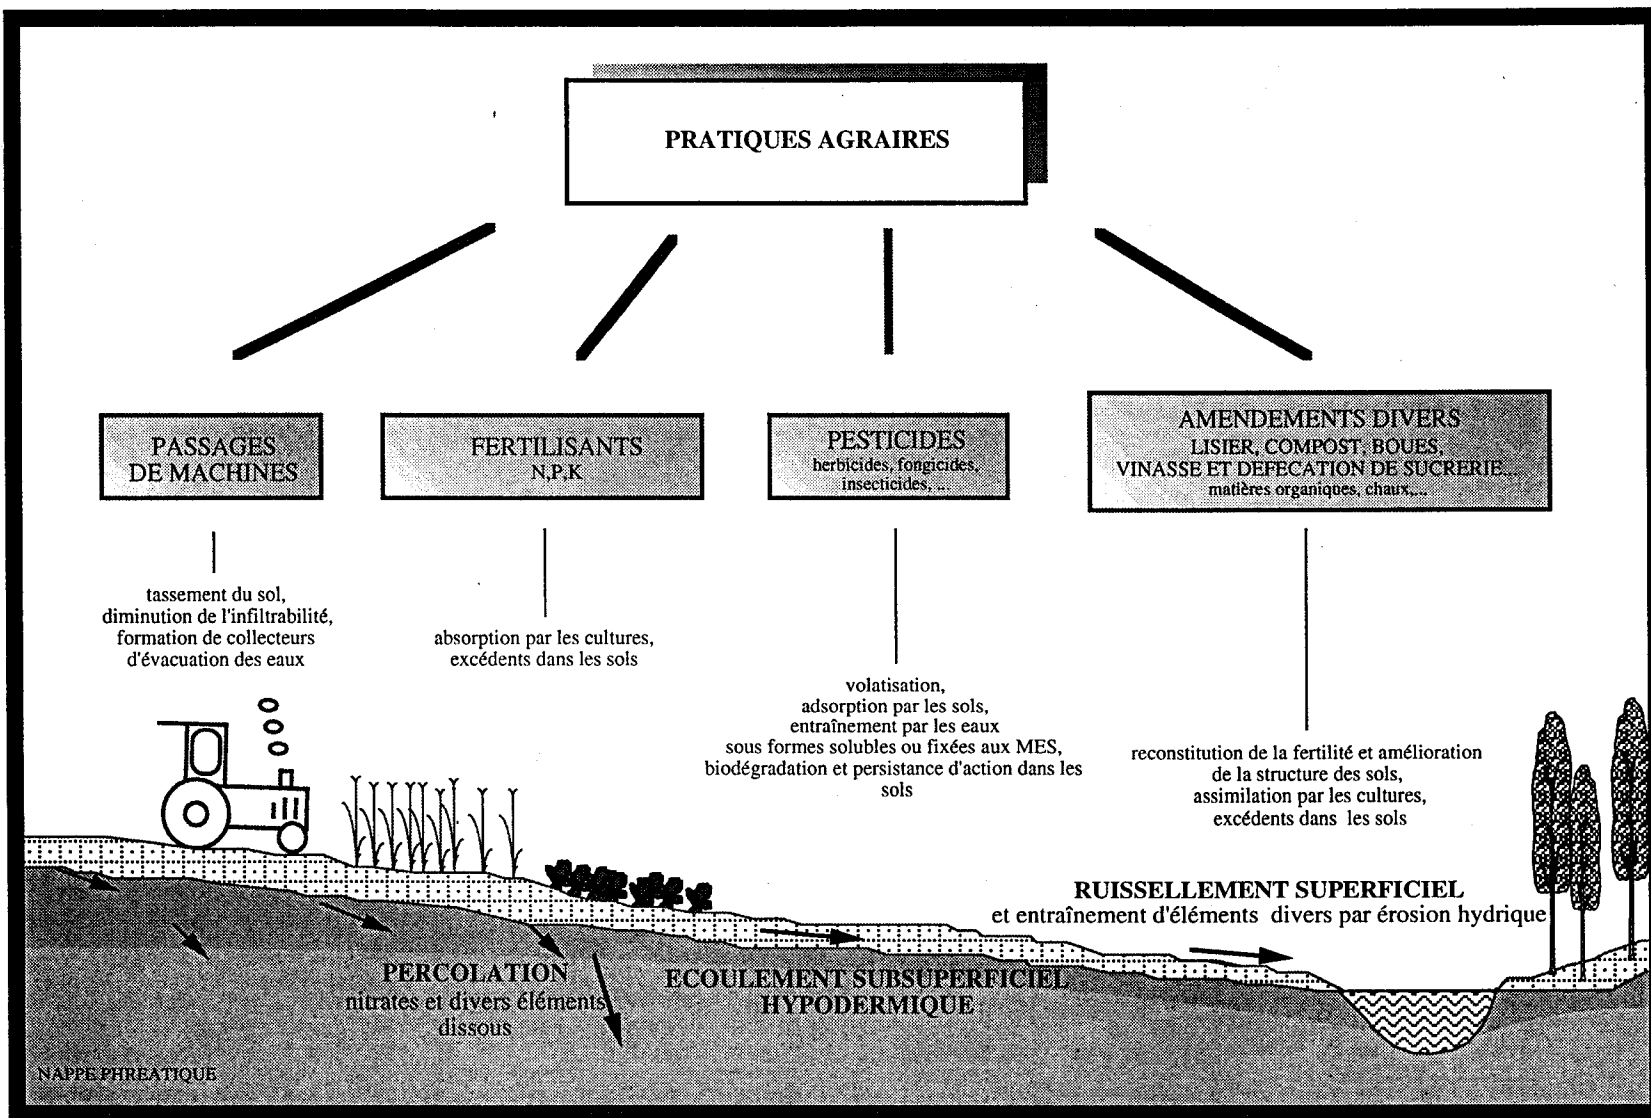 PRATIQUES AGRAIRES
PASSAGES
DE MACHINES
FERTILISANTS
N,P,K
PESTICIDES
herbicides, fongicides,
insecticides, ...
AMENDEMENTS DIVERS
LISIER, COMPOST, BOUES,
VINASSE ET DEFECATION DE SUCRERIE...
matières organiques, chaux,...
tassement du sol,
diminution de l'infiltrabilité,
formation de collecteurs
d'évacuation des eaux
absorption par les cultures,
excédents dans les sols
volatisation,
adsorption par les sols,
entraînement par les eaux
sous formes solubles ou fixées aux MES,
biodégradation et persistance d'action dans les
sols
reconstitution de la fertilité et amélioration
de la structure des sols,
assimilation par les cultures,
excédents dans les sols
RUISSELLEMENT SUPERFICIEL
et entraînement d'éléments divers par érosion hydrique
PERCOLATION
nitrates et divers éléments
dissous
ECOULEMENT SUBSUPERFICIEL
HYPODERMIQUE
NAPPE PHREATIQUE